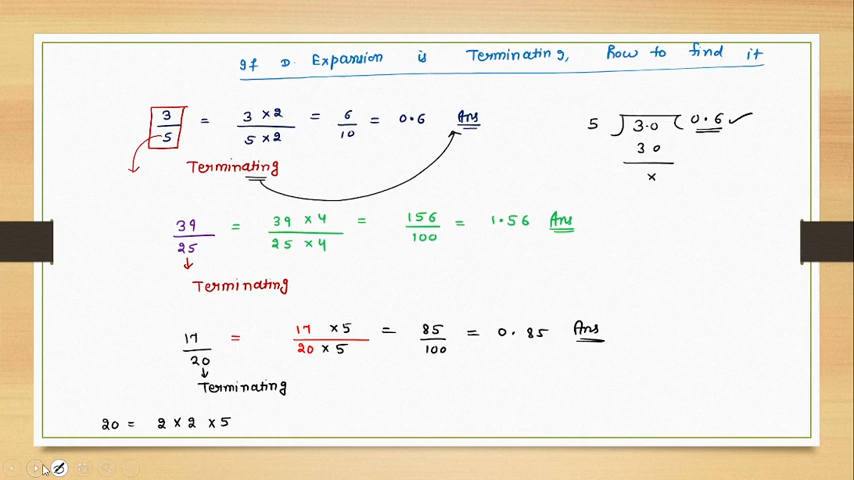 If D. Expansion is Terminating, how to find it
3/5 = 3 × 2 / 5 × 2 = 6/10 = 0.6 Ans
5 ) 3.0 ( 0.6 ✓
30
×
Terminating
39/25 = 39 × 4 / 25 × 4 = 156/100 = 1.56 Ans
Terminating
17/20 = 17 × 5 / 20 × 5 = 85/100 = 0.85 Ans
Terminating
20 = 2 × 2 × 5